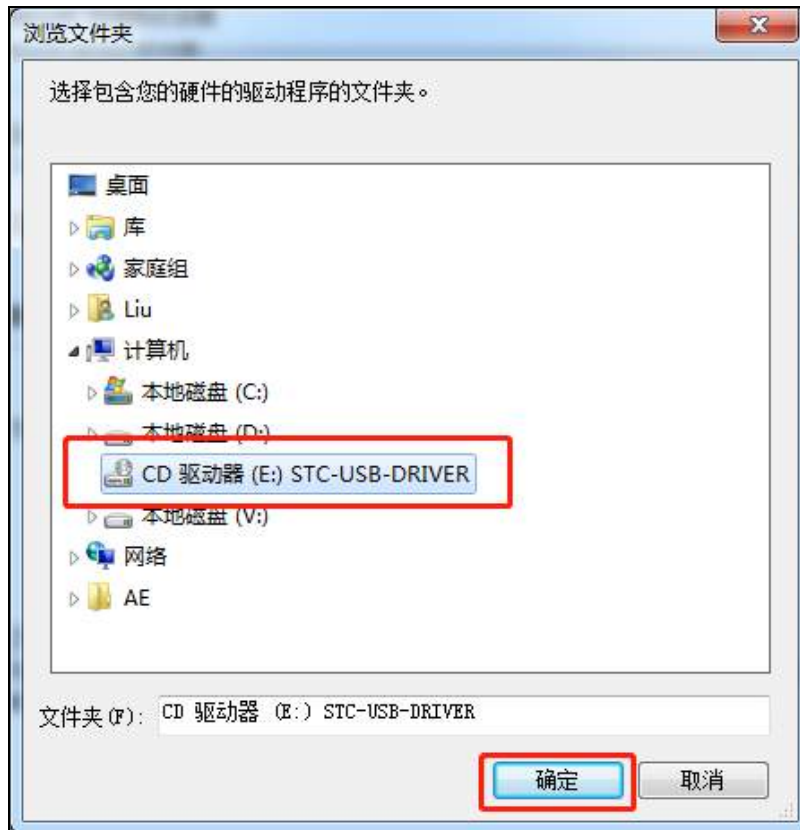 浏览文件夹
选择包含您的硬件的驱动程序的文件夹。
桌面
库
家庭组
Liu
计算机
本地磁盘 (C:)
本地磁盘 (D:)
CD 驱动器 (E:) STC-USB-DRIVER
本地磁盘 (V:)
网络
AE
文件夹(F): CD 驱动器 (E:) STC-USB-DRIVER
确定 取消